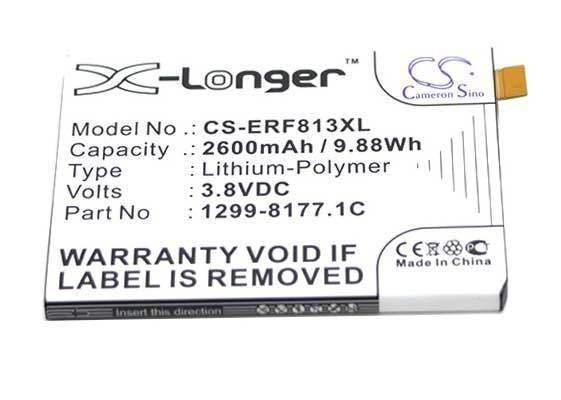 X-Longer™
CS
Cameron Sino
Model No .: CS-ERF813XL
Capacity : 2600mAh / 9.88Wh
Type : Lithium-Polymer
Volts : 3.8VDC
Part No : 1299-8177.1C
WARRANTY VOID IF
LABEL IS REMOVED
CE
Made In China
Insert this direction